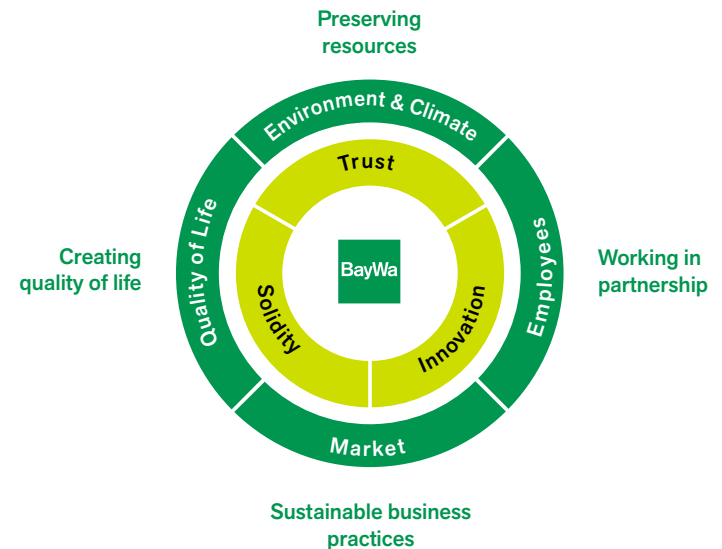 Preserving
resources
Environment & Climate
Trust
Quality of Life
Employees
Creating
quality of life
BayWa
Working in
partnership
Solidity
Innovation
Market
Sustainable business
practices